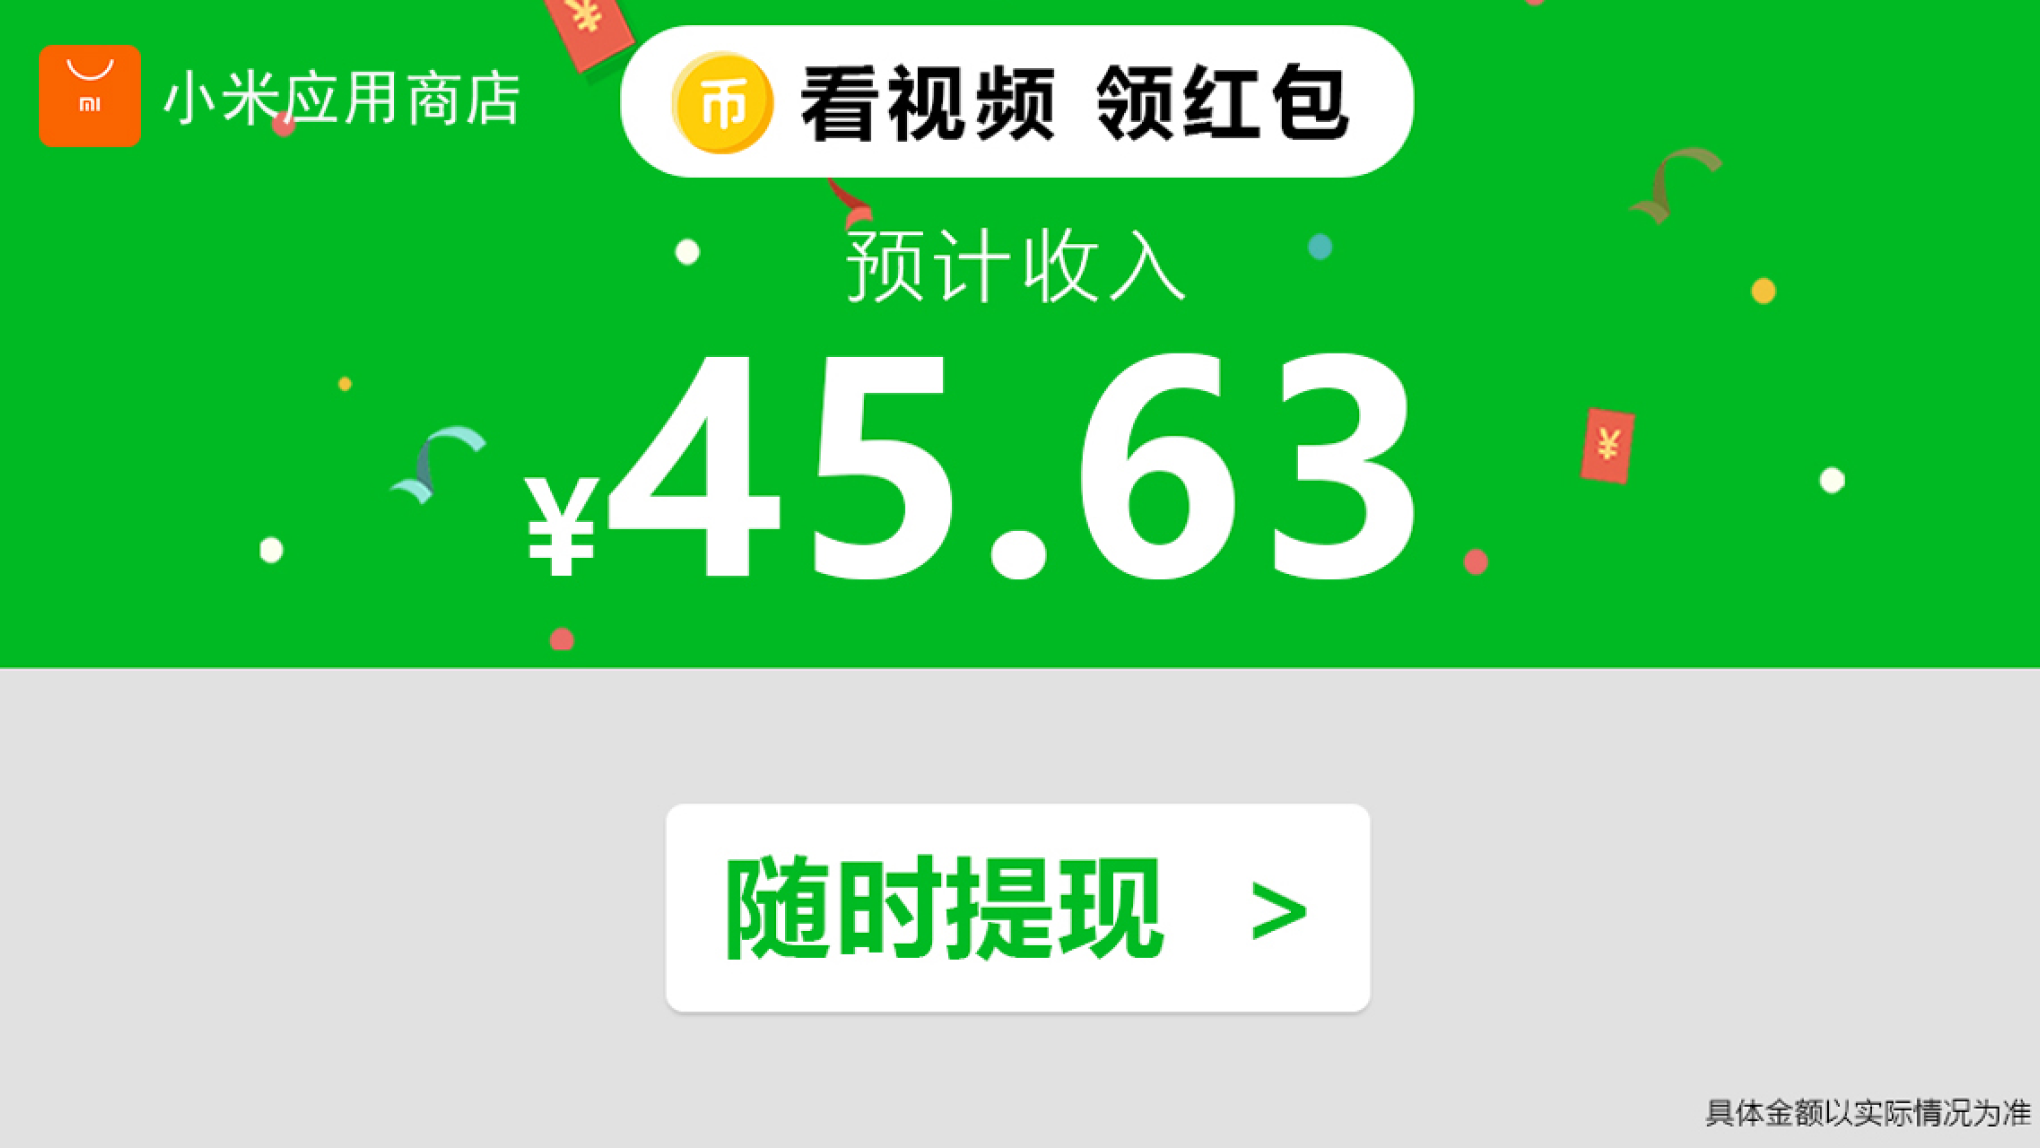 小米应用商店
mi
币 看视频 领红包
预计收入
¥45.63
¥
¥
随时提现 >
具体金额以实际情况为准